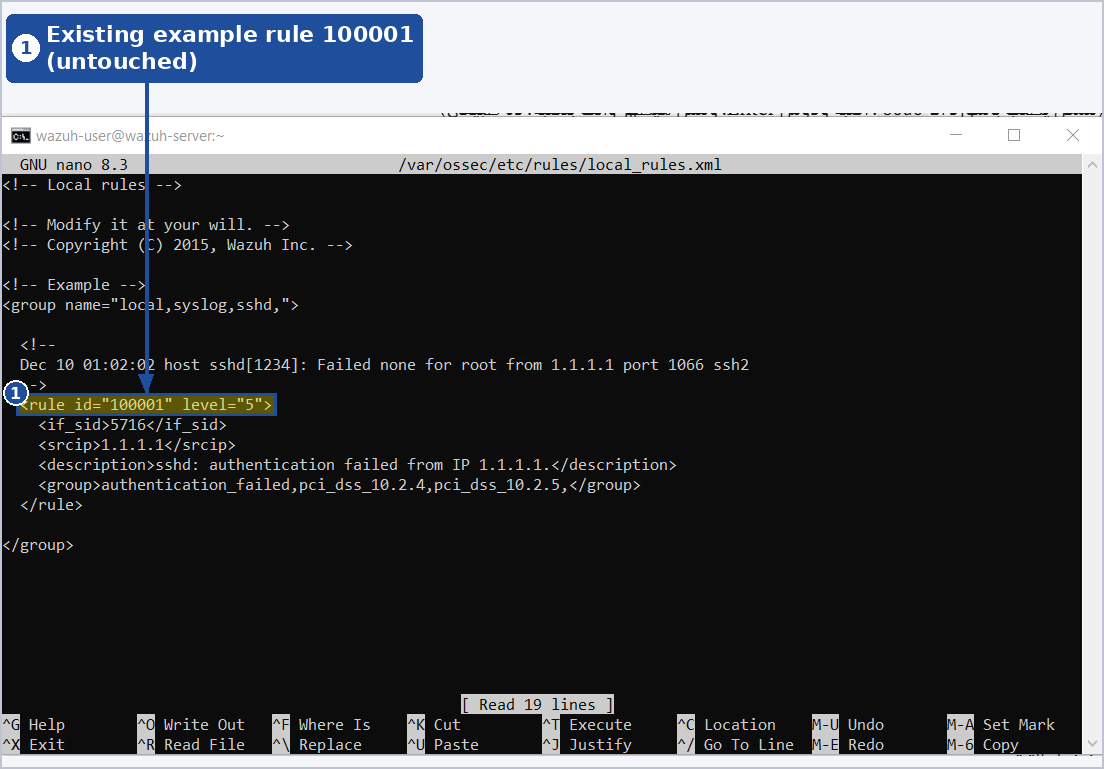 1 Existing example rule 100001
(untouched)
wazuh-user@wazuh-server:~
GNU nano 8.3 /var/ossec/etc/rules/local_rules.xml
<!-- Local rules -->
<!-- Modify it at your will. -->
<!-- Copyright (C) 2015, Wazuh Inc. -->
<!-- Example -->
<group name="local,syslog,sshd,">
<!--
Dec 10 01:02:02 host sshd[1234]: Failed none for root from 1.1.1.1 port 1066 ssh2
-->
1
<rule id="100001" level="5">
<if_sid>5716</if_sid>
<srcip>1.1.1.1</srcip>
<description>sshd: authentication failed from IP 1.1.1.1.</description>
<group>authentication_failed,pci_dss_10.2.4,pci_dss_10.2.5,</group>
</rule>
</group>
[ Read 19 lines ]
^G Help ^O Write Out ^F Where Is ^K Cut ^T Execute ^C Location M-U Undo M-A Set Mark
^X Exit ^R Read File ^\ Replace ^U Paste ^J Justify ^/ Go To Line M-E Redo M-6 Copy